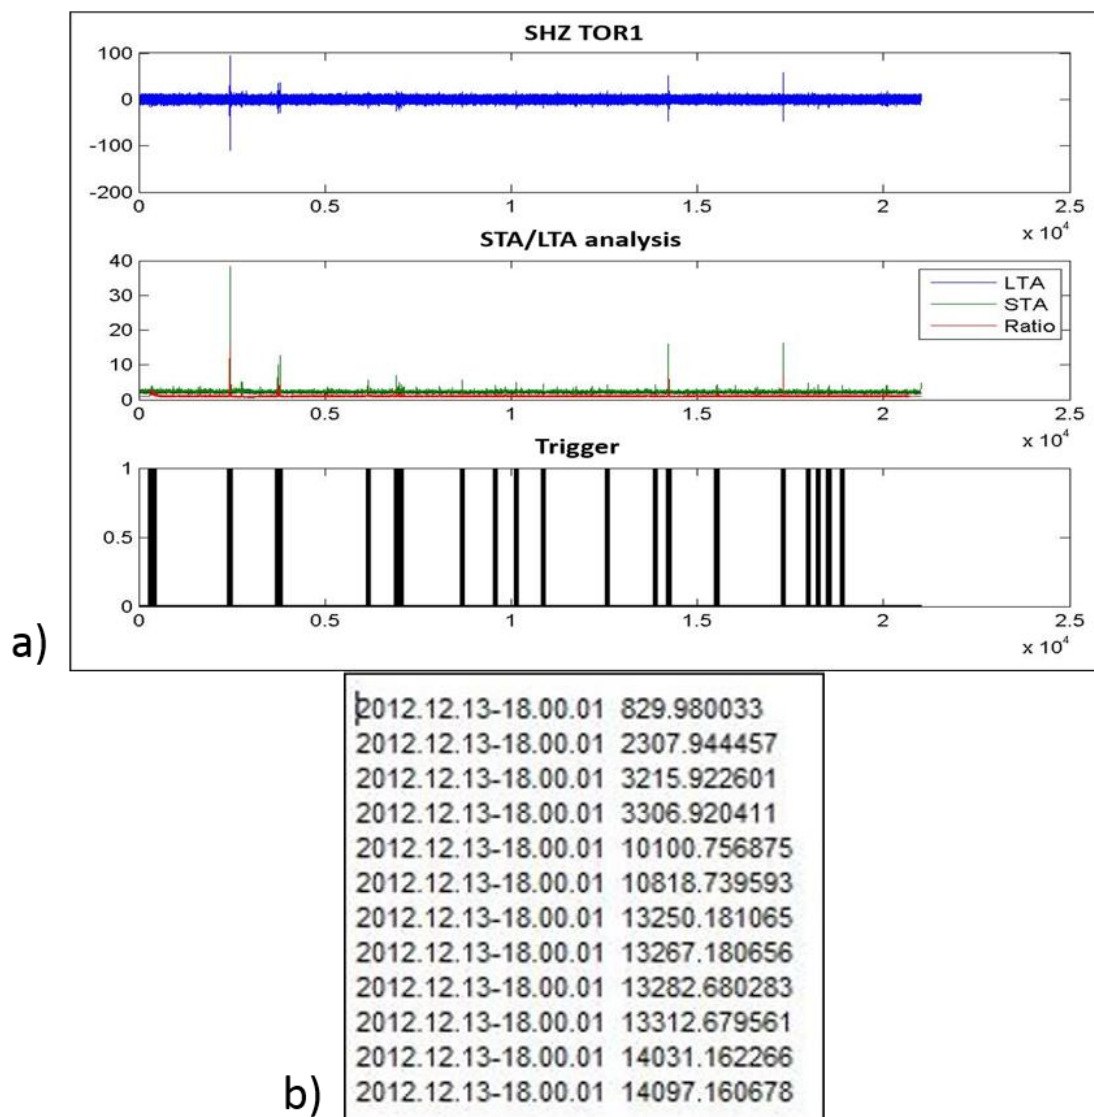 SHZ TOR1
100
0
-100
-200
0 0.5 1 1.5 2 2.5
x 10⁴
STA/LTA analysis
40
30
20
10
0
LTA
STA
Ratio
0 0.5 1 1.5 2 2.5
x 10⁴
Trigger
1
0.5
0
0 0.5 1 1.5 2 2.5
x 10⁴
a)
2012.12.13-18.00.01 829.980033
2012.12.13-18.00.01 2307.944457
2012.12.13-18.00.01 3215.922601
2012.12.13-18.00.01 3306.920411
2012.12.13-18.00.01 10100.756875
2012.12.13-18.00.01 10818.739593
2012.12.13-18.00.01 13250.181065
2012.12.13-18.00.01 13267.180656
2012.12.13-18.00.01 13282.680283
2012.12.13-18.00.01 13312.679561
2012.12.13-18.00.01 14031.162266
2012.12.13-18.00.01 14097.160678
b)